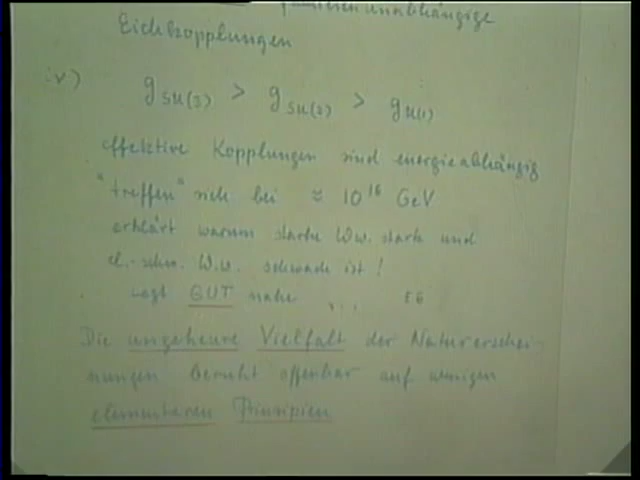 familienunabhängige
Eichkopplungen
iv) g SU(3) > g SU(2) > g U(1)
effektive Kopplungen sind energieabhängig
"treffen" sich bei ≈ 10^16 GeV
erklärt warum starke Ww. stark und
el.-schw. W.w. schwach ist!
legt GUT nahe ...
Die ungeheure Vielfalt der Naturerschei-
nungen beruht offenbar auf wenigen
elementaren Prinzipien